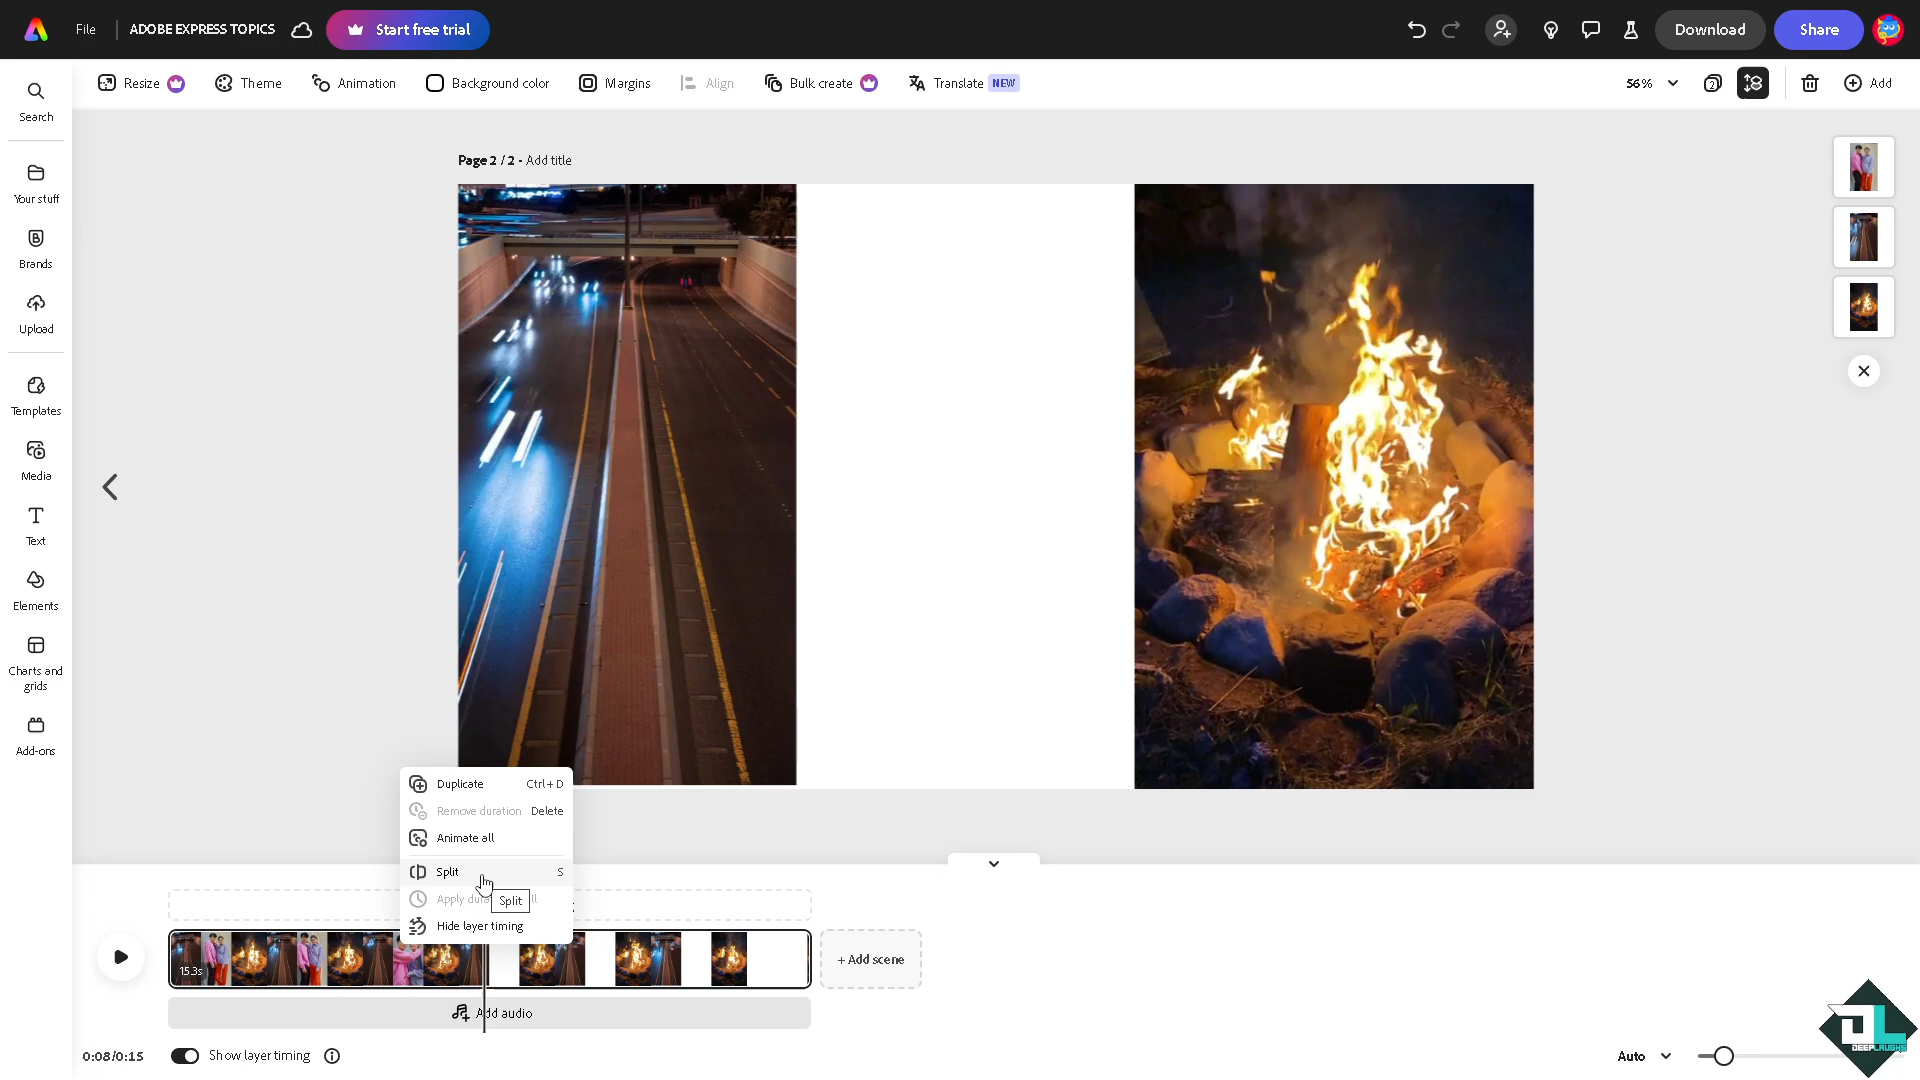 File
ADOBE EXPRESS TOPICS
Start free trial
Download
Share
Resize
Theme
Animation
Background color
Margins
Align
Bulk create
Translate NEW
56%
2
Add
Search
Your stuff
Brands
Upload
Templates
Media
Text
Elements
Charts and
grids
Add-ons
Page 2 / 2 - Add title
Duplicate Ctrl+D
Remove duration Delete
Animate all
Split S
Split
Hide layer timing
15.3s
+ Add scene
Add audio
0:08/0:15
Show layer timing
Auto
DEEPLAUGHS